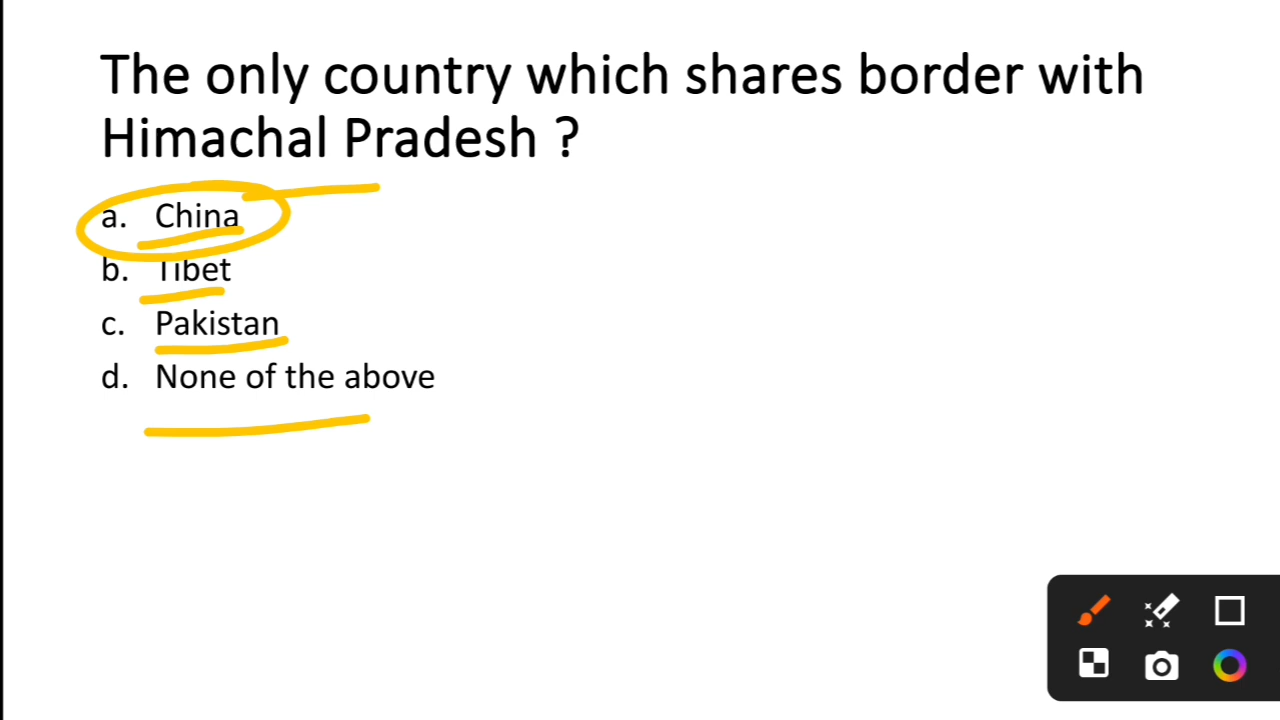 The only country which shares border with
Himachal Pradesh ?
a. China
b. Tibet
c. Pakistan
d. None of the above